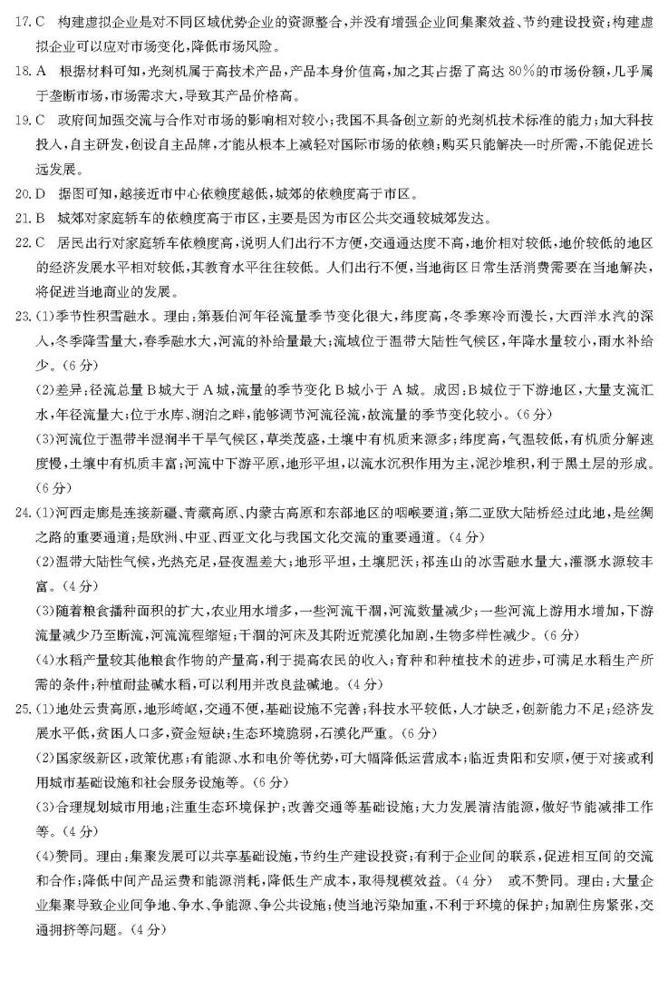 17. C　构建虚拟企业是对不同区域优势企业的资源整合,并没有增强企业间集聚效益、节约建设投资;构建虚
拟企业可以应对市场变化,降低市场风险。
18. A　根据材料可知,光刻机属于高技术产品,产品本身价值高,加之其占据了高达 80%的市场份额,几乎属
于垄断市场,市场需求大,导致其产品价格高。
19. C　政府间加强交流与合作对市场的影响相对较小;我国不具备创立新的光刻机技术标准的能力;加大科技
投入,自主研发,创设自主品牌,才能从根本上减轻对国际市场的依赖;购买只能解决一时所需,不能促进长
远发展。
20. D　据图可知,越接近市中心依赖度越低,城郊的依赖度高于市区。
21. B　城郊对家庭轿车的依赖度高于市区,主要是因为市区公共交通较城郊发达。
22. C　居民出行对家庭轿车依赖度高,说明人们出行不方便,交通通达度不高,地价相对较低,地价较低的地区
的经济发展水平相对较低,其教育水平往往较低。人们出行不便,当地街区日常生活消费需要在当地解决,
将促进当地商业的发展。
23. (1)季节性积雪融水。理由:第聂伯河年径流量季节变化很大,纬度高,冬季寒冷而漫长,大西洋水汽的深
入,冬季降雪量大,春季融水大,河流的补给量最大;流域位于温带大陆性气候区,年降水量较小,雨水补给
少。(6 分)
(2)差异:径流总量 B 城大于 A 城,流量的季节变化 B 城小于 A 城。成因:B 城位于下游地区,大量支流汇
水,年径流量大;位于水库、湖泊之畔,能够调节河流径流,故流量的季节变化较小。(6 分)
(3)河流位于温带半湿润半干旱气候区,草类茂盛,土壤中有机质来源多;纬度高,气温较低,有机质分解速
度慢,土壤中有机质丰富;河流中下游平原,地形平坦,以流水沉积作用为主,泥沙堆积,利于黑土层的形成。
(6 分)
24. (1)河西走廊是连接新疆、青藏高原、内蒙古高原和东部地区的咽喉要道;第二亚欧大陆桥经过此地,是丝绸
之路的重要通道;是欧洲、中亚、西亚文化与我国文化交流的重要通道。(4 分)
(2)温带大陆性气候,光热充足,昼夜温差大;地形平坦,土壤肥沃;祁连山的冰雪融水量大,灌溉水源较丰
富。(4 分)
(3)随着粮食播种面积的扩大,农业用水增多,一些河流干涸,河流数量减少;一些河流上游用水增加,下游
流量减少乃至断流,河流流程缩短;干涸的河床及其附近荒漠化加剧,生物多样性减少。(6 分)
(4)水稻产量较其他粮食作物的产量高,利于提高农民的收入;育种和种植技术的进步,可满足水稻生产所
需的条件;种植耐盐碱水稻,可以利用并改良盐碱地。(4 分)
25. (1)地处云贵高原,地形崎岖,交通不便,基础设施不完善;科技水平较低,人才缺乏,创新能力不足;经济发
展水平低,贫困人口多,资金短缺;生态环境脆弱,石漠化严重。(6 分)
(2)国家级新区,政策优惠;有能源、水和电价等优势,可大幅降低运营成本;临近贵阳和安顺,便于对接或利
用城市基础设施和社会服务设施等。(6 分)
(3)合理规划城市用地;注重生态环境保护;改善交通等基础设施;大力发展清洁能源,做好节能减排工作
等。(4 分)
(4)赞同。理由:集聚发展可以共享基础设施,节约生产建设投资;有利于企业间的联系,促进相互间的交流
和合作;降低中间产品运费和能源消耗,降低生产成本,取得规模效益。(4 分)　或不赞同。理由:大量企
业集聚导致企业间争地、争水、争能源、争公共设施;使当地污染加重,不利于环境的保护;加剧住房紧张,交
通拥挤等问题。(4 分)